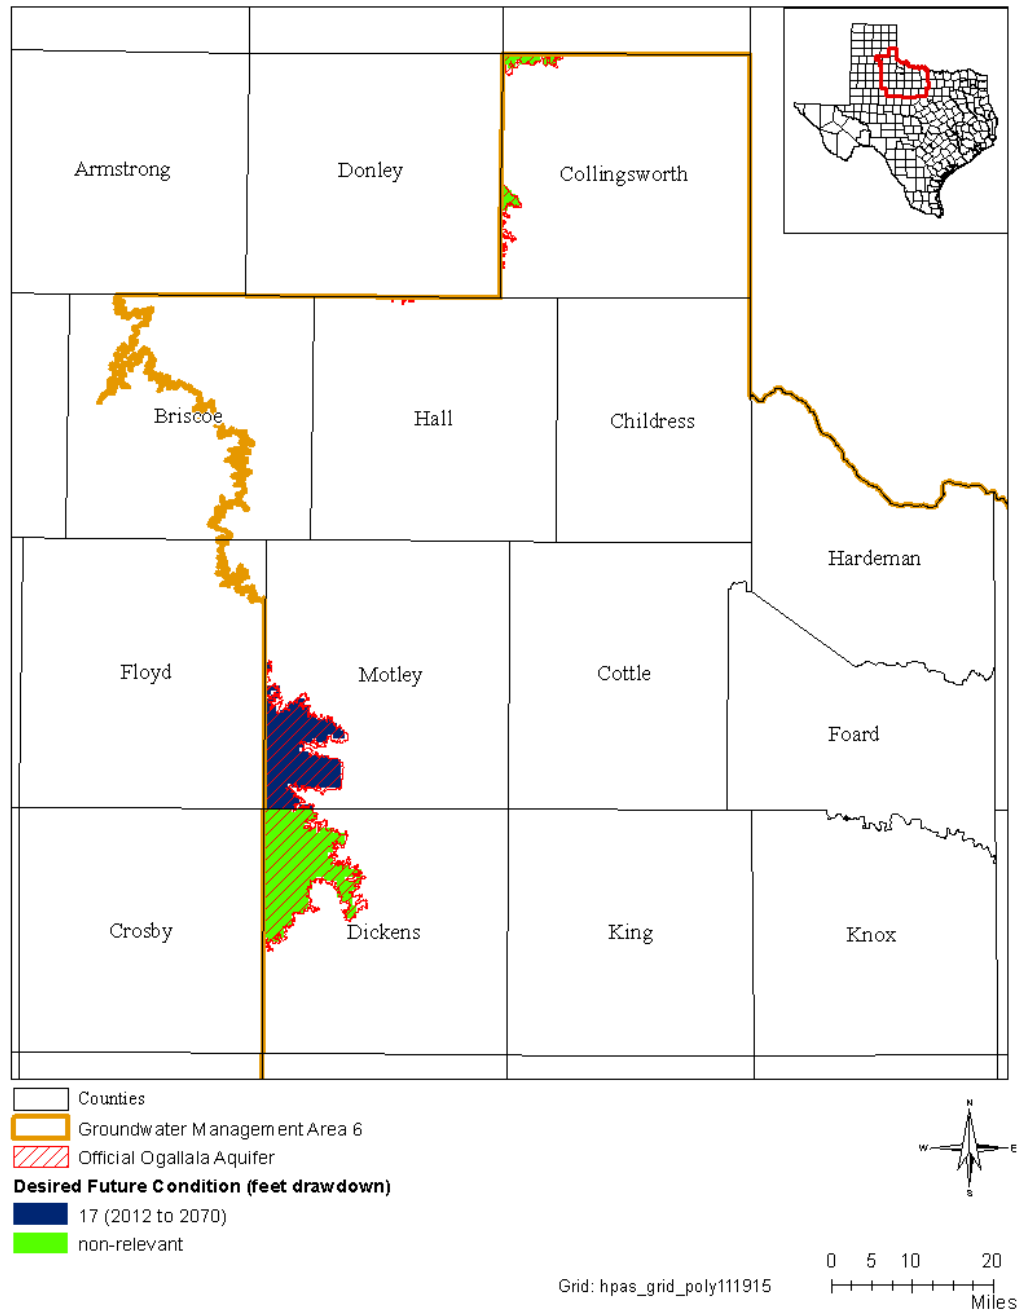 Armstrong
Donley
Collingsworth
Briscoe
Hall
Childress
Hardeman
Floyd
Motley
Cottle
Foard
Crosby
Dickens
King
Knox
Counties
Groundwater Management Area 6
Official Ogallala Aquifer
Desired Future Condition (feet drawdown)
17 (2012 to 2070)
non-relevant
N
W
E
S
0 5 10 20
Miles
Grid: hpas_grid_poly111915